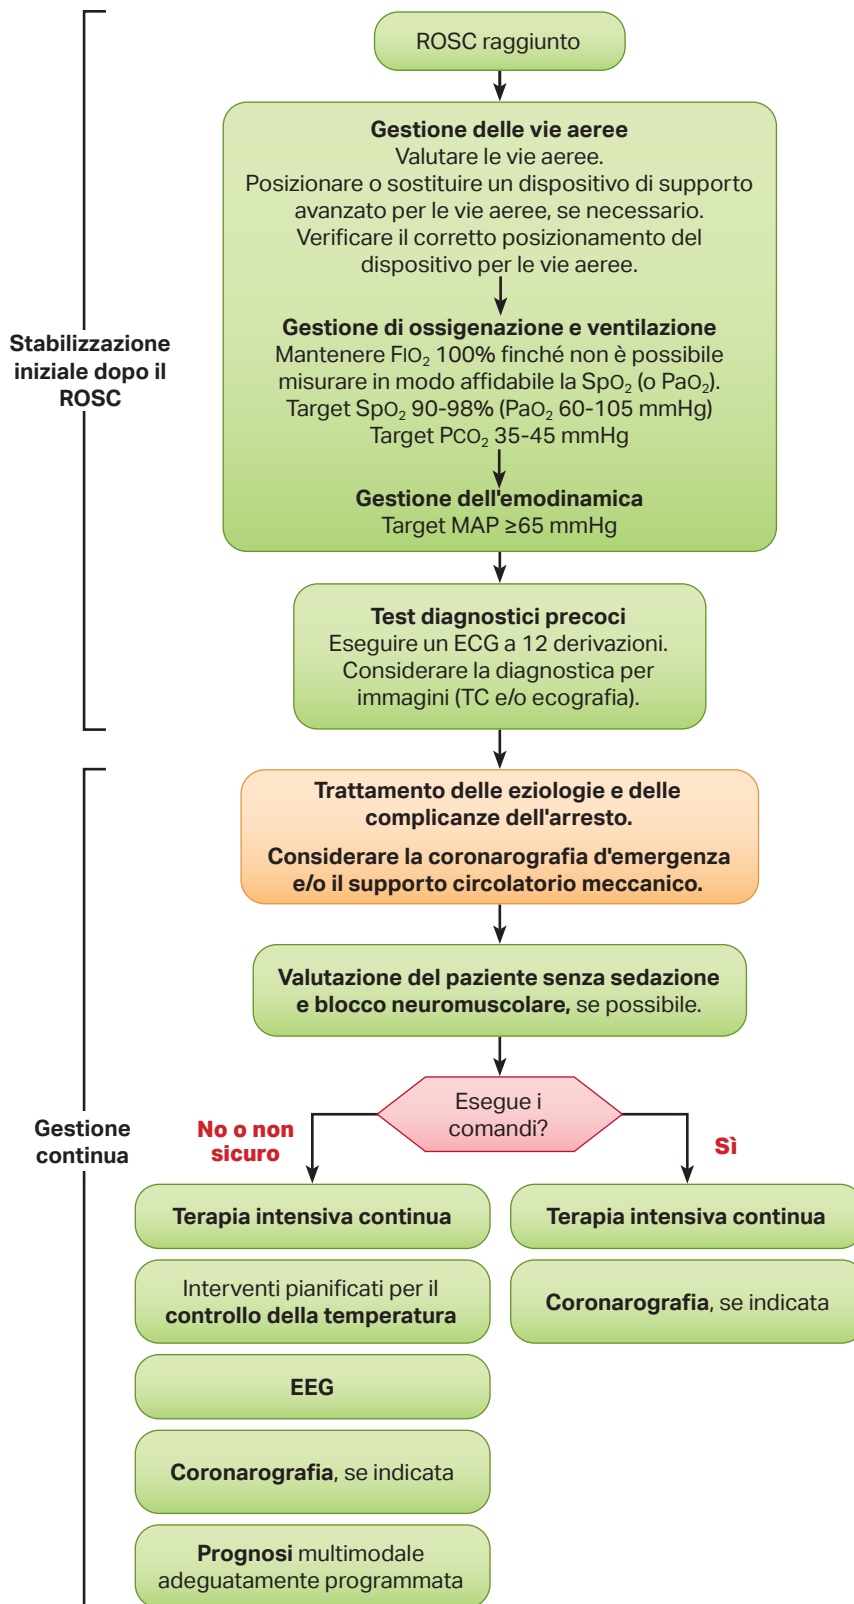 ROSC raggiunto
Gestione delle vie aeree
Valutare le vie aeree.
Posizionare o sostituire un dispositivo di supporto
avanzato per le vie aeree, se necessario.
Verificare il corretto posizionamento del
dispositivo per le vie aeree.
Gestione di ossigenazione e ventilazione
Mantenere FIO₂ 100% finché non è possibile
misurare in modo affidabile la SpO₂ (o PaO₂).
Target SpO₂ 90-98% (PaO₂ 60-105 mmHg)
Target PCO₂ 35-45 mmHg
Gestione dell'emodinamica
Target MAP ≥65 mmHg
Stabilizzazione
iniziale dopo il
ROSC
Test diagnostici precoci
Eseguire un ECG a 12 derivazioni.
Considerare la diagnostica per
immagini (TC e/o ecografia).
Trattamento delle eziologie e delle
complicanze dell'arresto.
Considerare la coronarografia d'emergenza
e/o il supporto circolatorio meccanico.
Valutazione del paziente senza sedazione
e blocco neuromuscolare, se possibile.
Esegue i
comandi?
Gestione
continua
No o non
sicuro
Sì
Terapia intensiva continua
Interventi pianificati per il
controllo della temperatura
EEG
Coronarografia, se indicata
Prognosi multimodale
adeguatamente programmata
Terapia intensiva continua
Coronarografia, se indicata